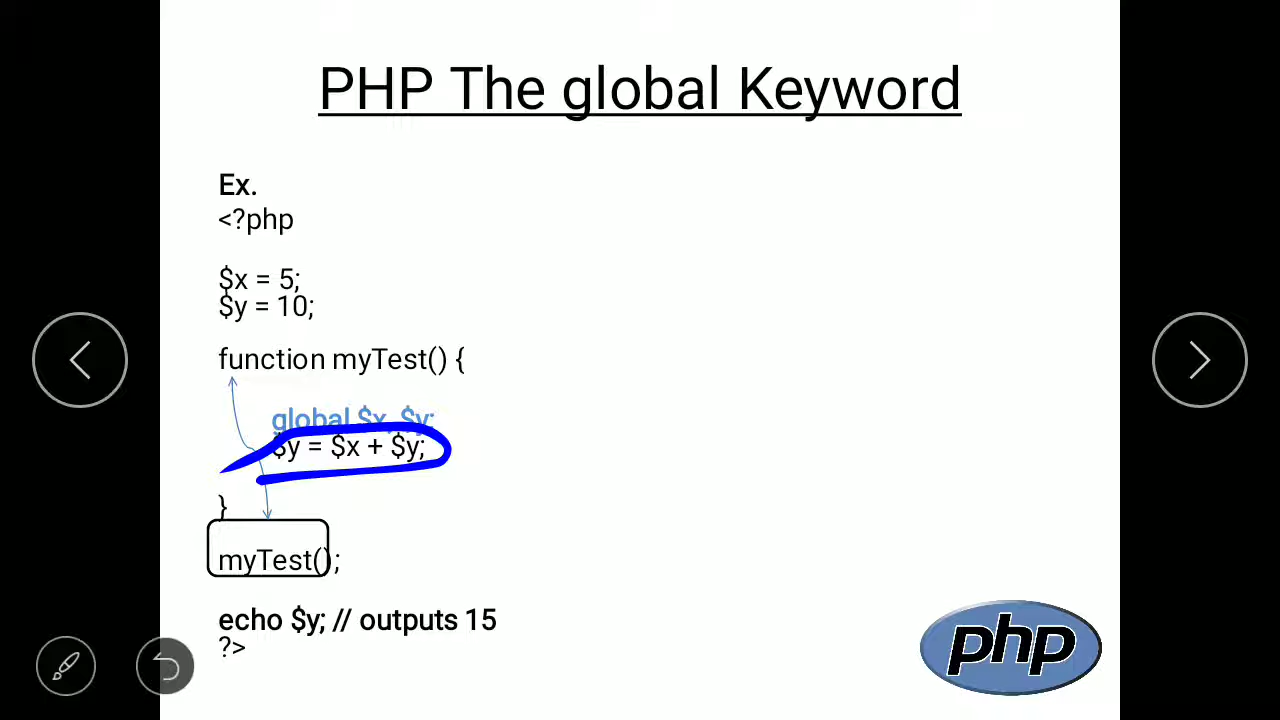 PHP The global Keyword
Ex.
<?php
$x = 5;
$y = 10;
function myTest() {
global $x, $y;
$y = $x + $y;
}
myTest();
echo $y; // outputs 15
?>
php